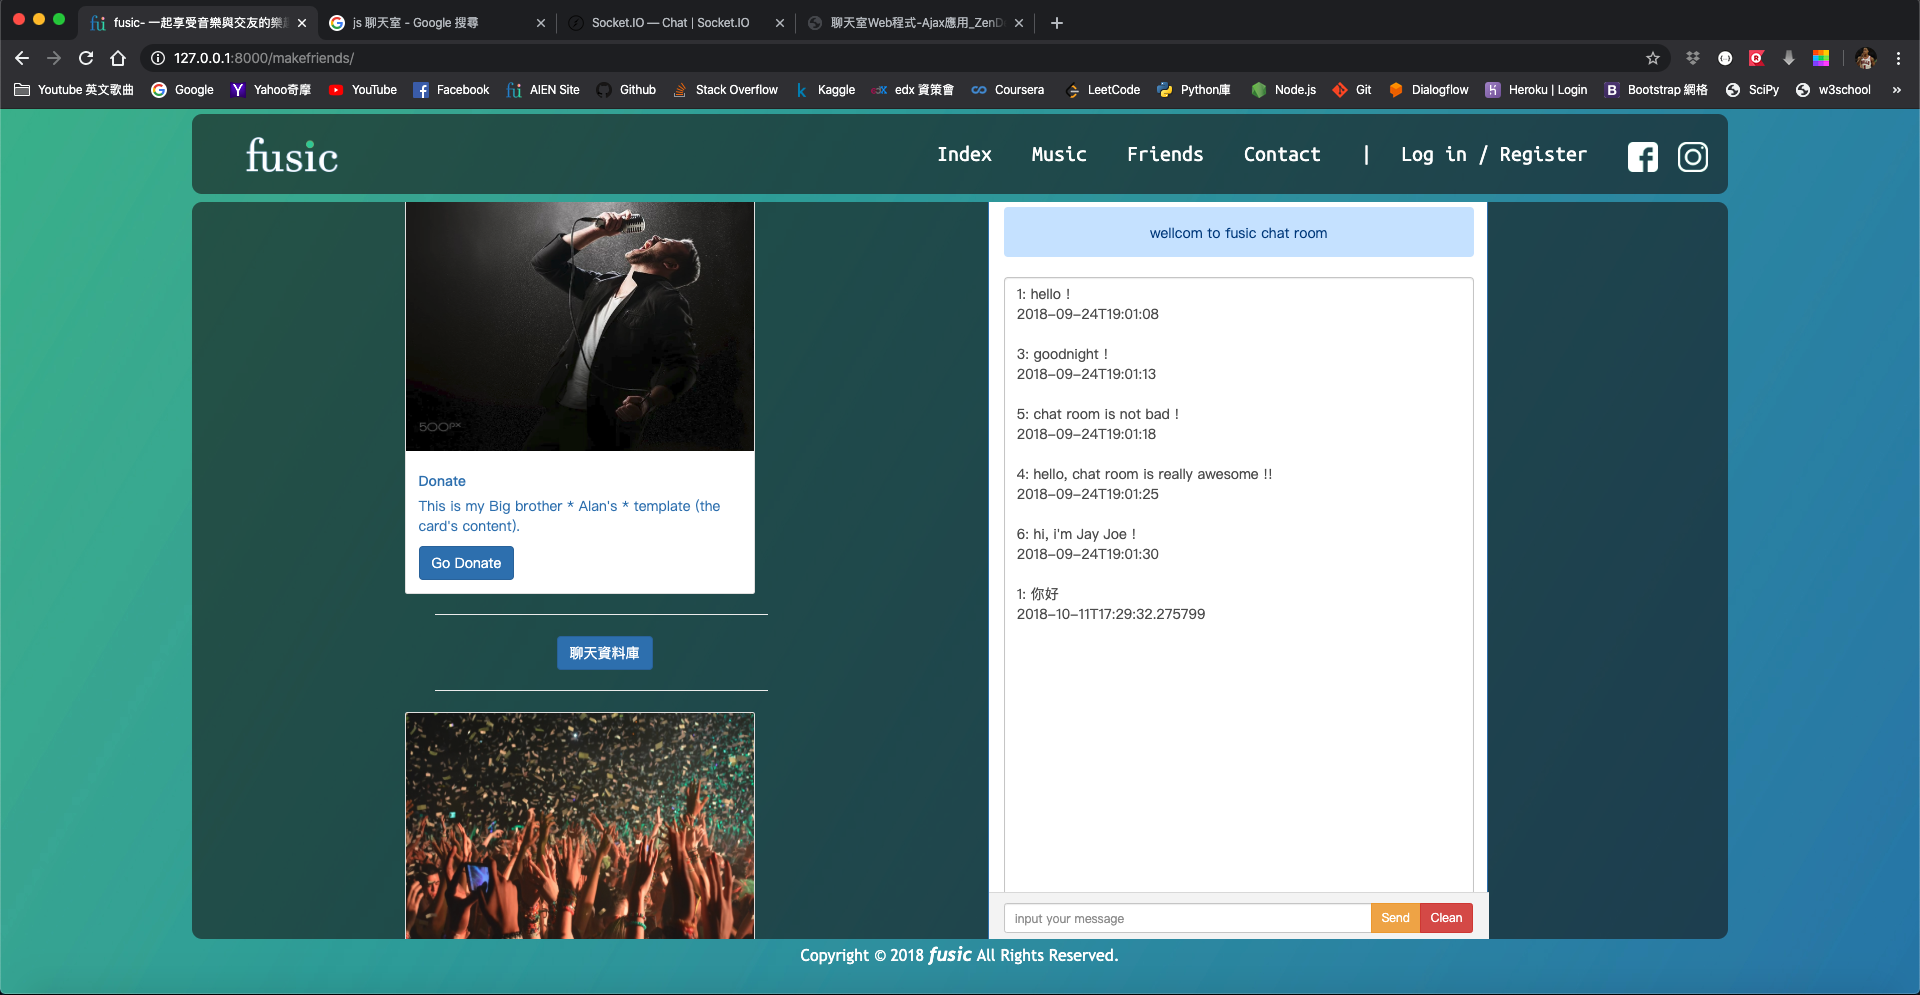 fusic- 一起享受音樂與交友的樂
js 聊天室 - Google 搜尋
Socket.IO — Chat | Socket.IO
聊天室Web程式-Ajax應用_ZenD
127.0.0.1:8000/makefriends/
Youtube 英文歌曲
Google
Yahoo奇摩
YouTube
Facebook
AIEN Site
Github
Stack Overflow
Kaggle
edx 資策會
Coursera
LeetCode
Python庫
Node.js
Git
Dialogflow
Heroku | Login
Bootstrap 網格
SciPy
w3school
»
fusic
Index
Music
Friends
Contact
|
Log in / Register
500px
Donate
This is my Big brother * Alan's * template (the
card's content).
Go Donate
聊天資料庫
wellcom to fusic chat room
1: hello !
2018-09-24T19:01:08
3: goodnight !
2018-09-24T19:01:13
5: chat room is not bad !
2018-09-24T19:01:18
4: hello, chat room is really awesome !!
2018-09-24T19:01:25
6: hi, i'm Jay Joe !
2018-09-24T19:01:30
1: 你好
2018-10-11T17:29:32.275799
input your message
Send
Clean
Copyright © 2018 fusic All Rights Reserved.